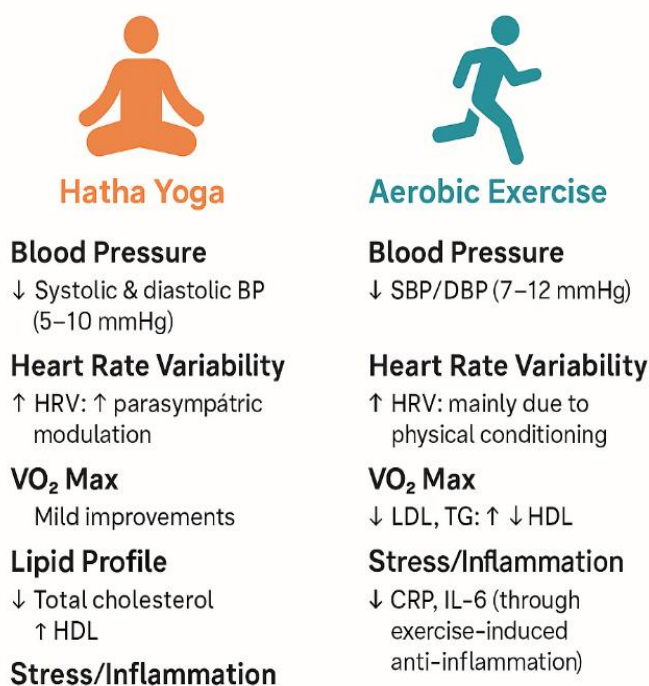 Hatha Yoga
Blood Pressure
↓ Systolic & diastolic BP
(5–10 mmHg)
Heart Rate Variability
↑ HRV: ↑ parasympátric
modulation
VO₂ Max
Mild improvements
Lipid Profile
↓ Total cholesterol
↑ HDL
Stress/Inflammation
Aerobic Exercise
Blood Pressure
↓ SBP/DBP (7–12 mmHg)
Heart Rate Variability
↑ HRV: mainly due to
physical conditioning
VO₂ Max
↓ LDL, TG: ↑ ↓ HDL
Stress/Inflammation
↓ CRP, IL-6 (through
exercise-induced
anti-inflammation)